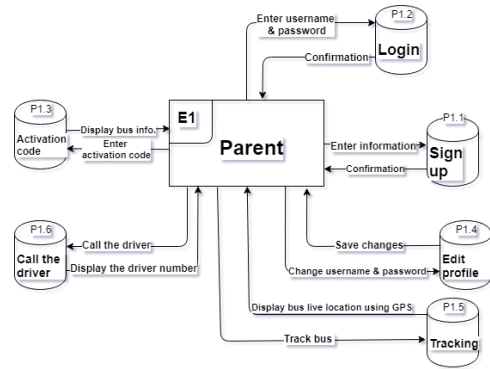 Enter username
& password
P1.2
Login
Confirmation
P1.3
Activation
code
Display bus info.
Enter
activation code
E1
Parent
Enter information
Confirmation
P1.1
Sign
up
P1.6
Call the
driver
Call the driver
Display the driver number
Save changes
Change username & password
P1.4
Edit
profile
Display bus live location using GPS
Track bus
P1.5
Tracking